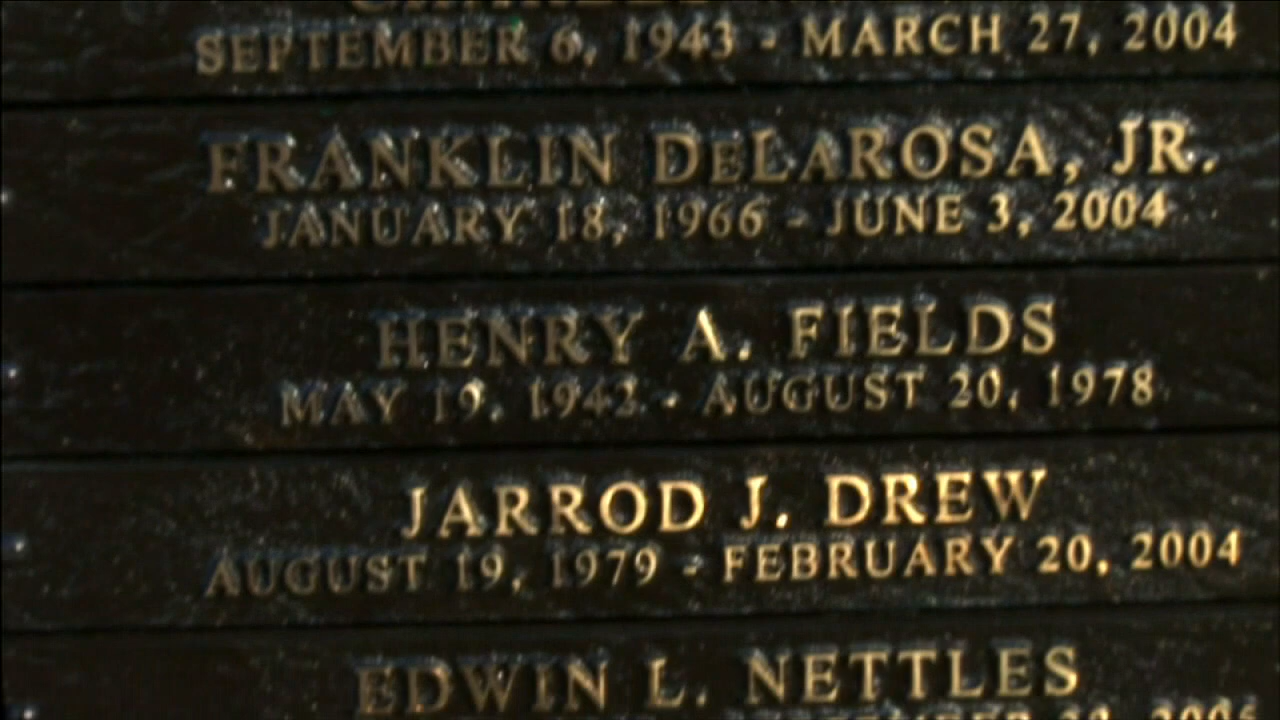 SEPTEMBER 6, 1943 - MARCH 27, 2004
FRANKLIN DELAROSA, JR.
JANUARY 18, 1966 - JUNE 3, 2004
HENRY A. FIELDS
MAY 19, 1942 - AUGUST 20, 1978
JARROD J. DREW
AUGUST 19, 1979 - FEBRUARY 20, 2004
EDWIN L. NETTLES